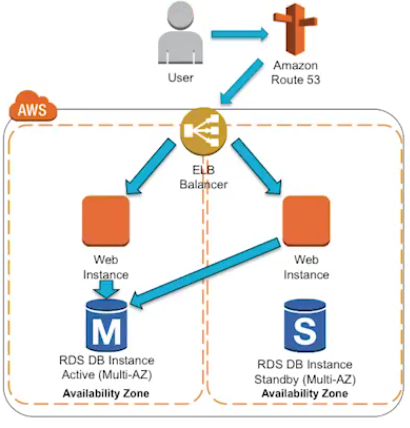 User
Amazon
Route 53
AWS
ELB
Balancer
Web
Instance
Web
Instance
M
S
RDS DB Instance
Active (Multi-AZ)
RDS DB Instance
Standby (Multi-AZ)
Availability Zone
Availability Zone